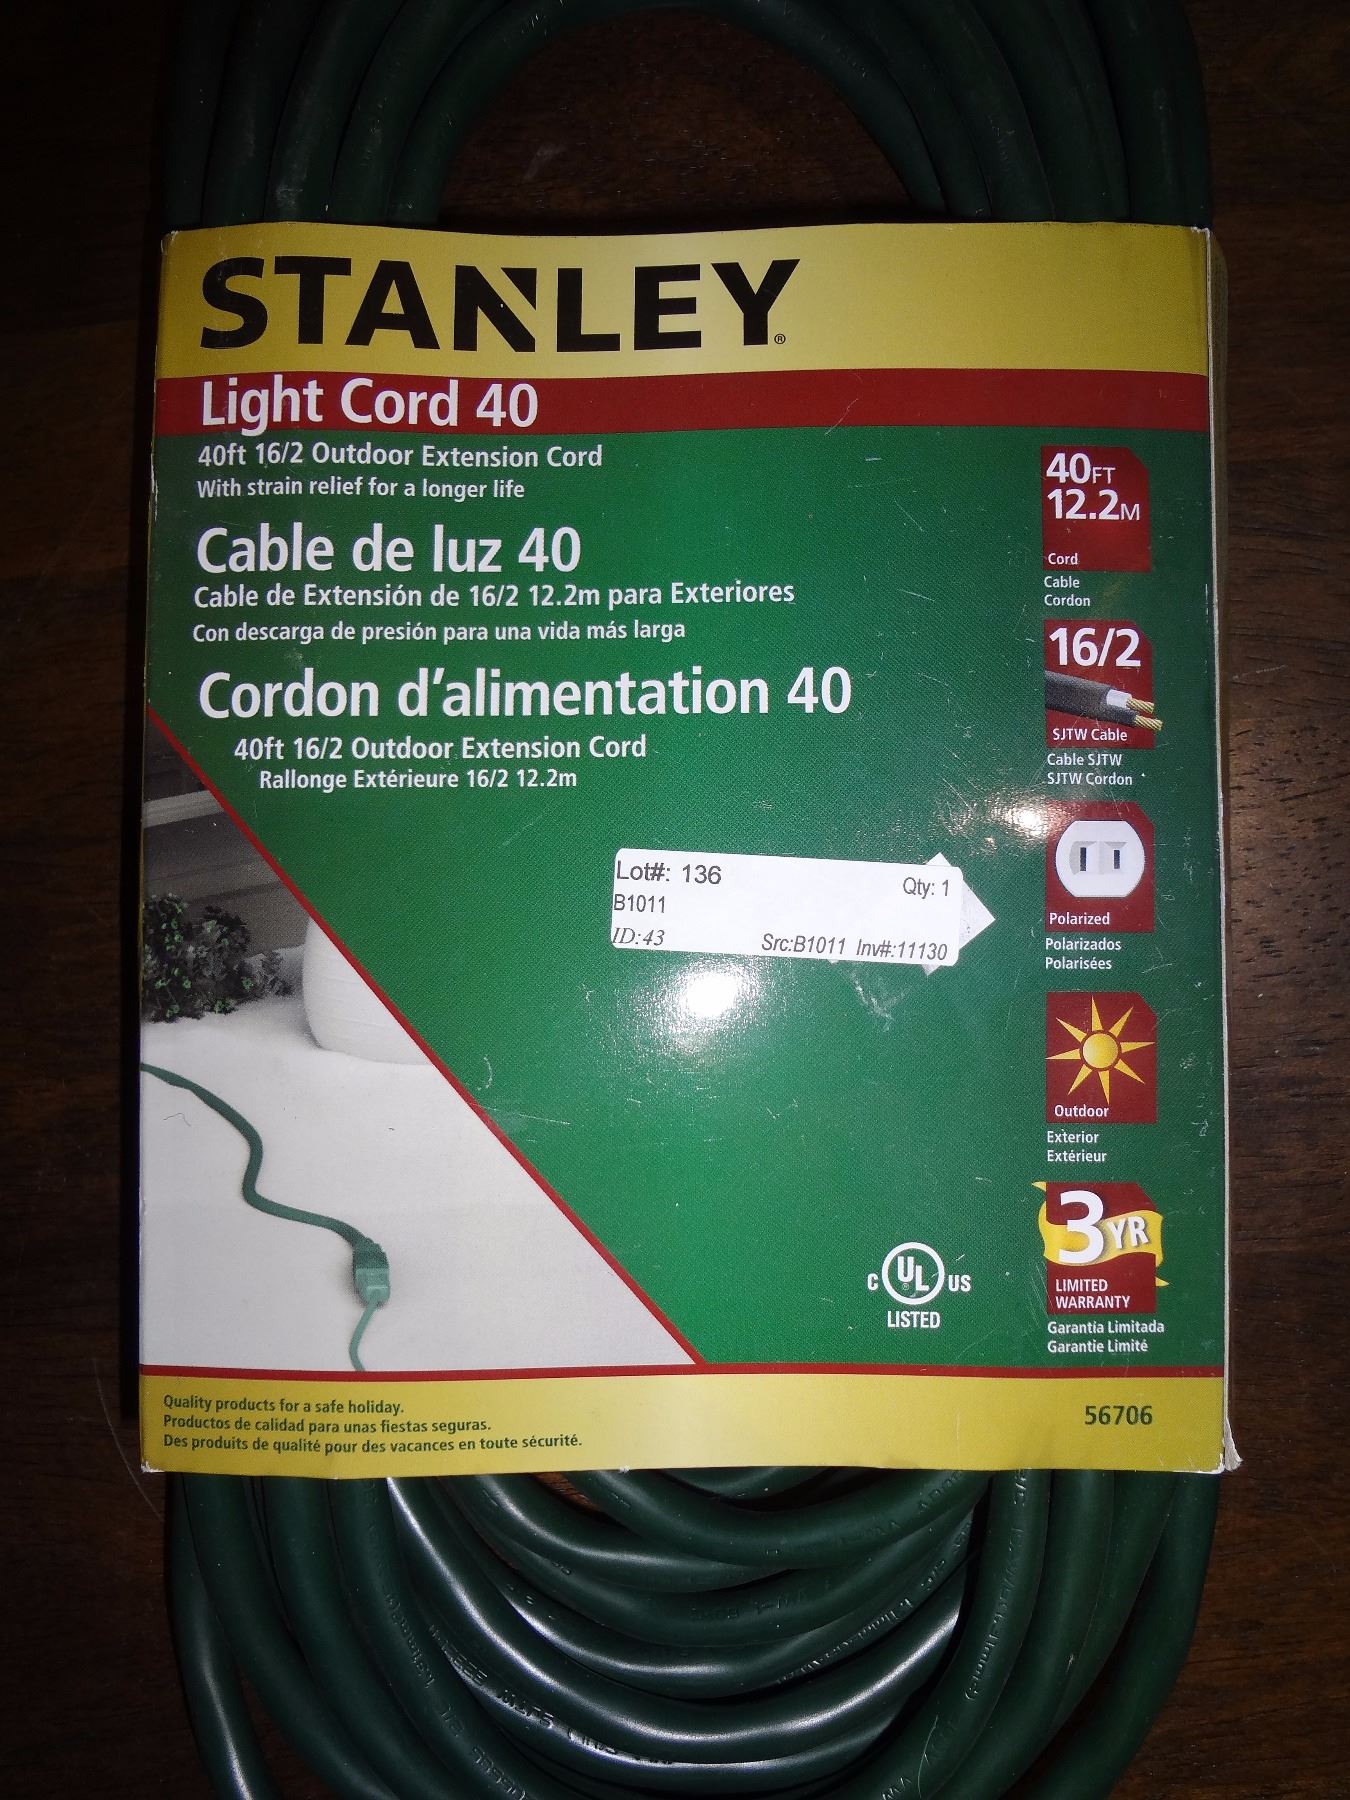 STANLEY®
Light Cord 40
40ft 16/2 Outdoor Extension Cord
With strain relief for a longer life
Cable de luz 40
Cable de Extensión de 16/2 12.2m para Exteriores
Con descarga de presión para una vida más larga
Cordon d'alimentation 40
40ft 16/2 Outdoor Extension Cord
Rallonge Extérieure 16/2 12.2m
40FT
12.2M
Cord
Cable
Cordon
16/2
SJTW Cable
Cable SJTW
SJTW Cordon
Polarized
Polarizados
Polarisées
Outdoor
Exterior
Extérieur
3YR
LIMITED
WARRANTY
Garantía Limitada
Garantie Limité
Lot#: 136 Qty: 1
B1011
ID:43 Src:B1011 Inv#:11130
C UL US
LISTED
Quality products for a safe holiday.
Productos de calidad para unas fiestas seguras.
Des produits de qualité pour des vacances en toute sécurité.
56706